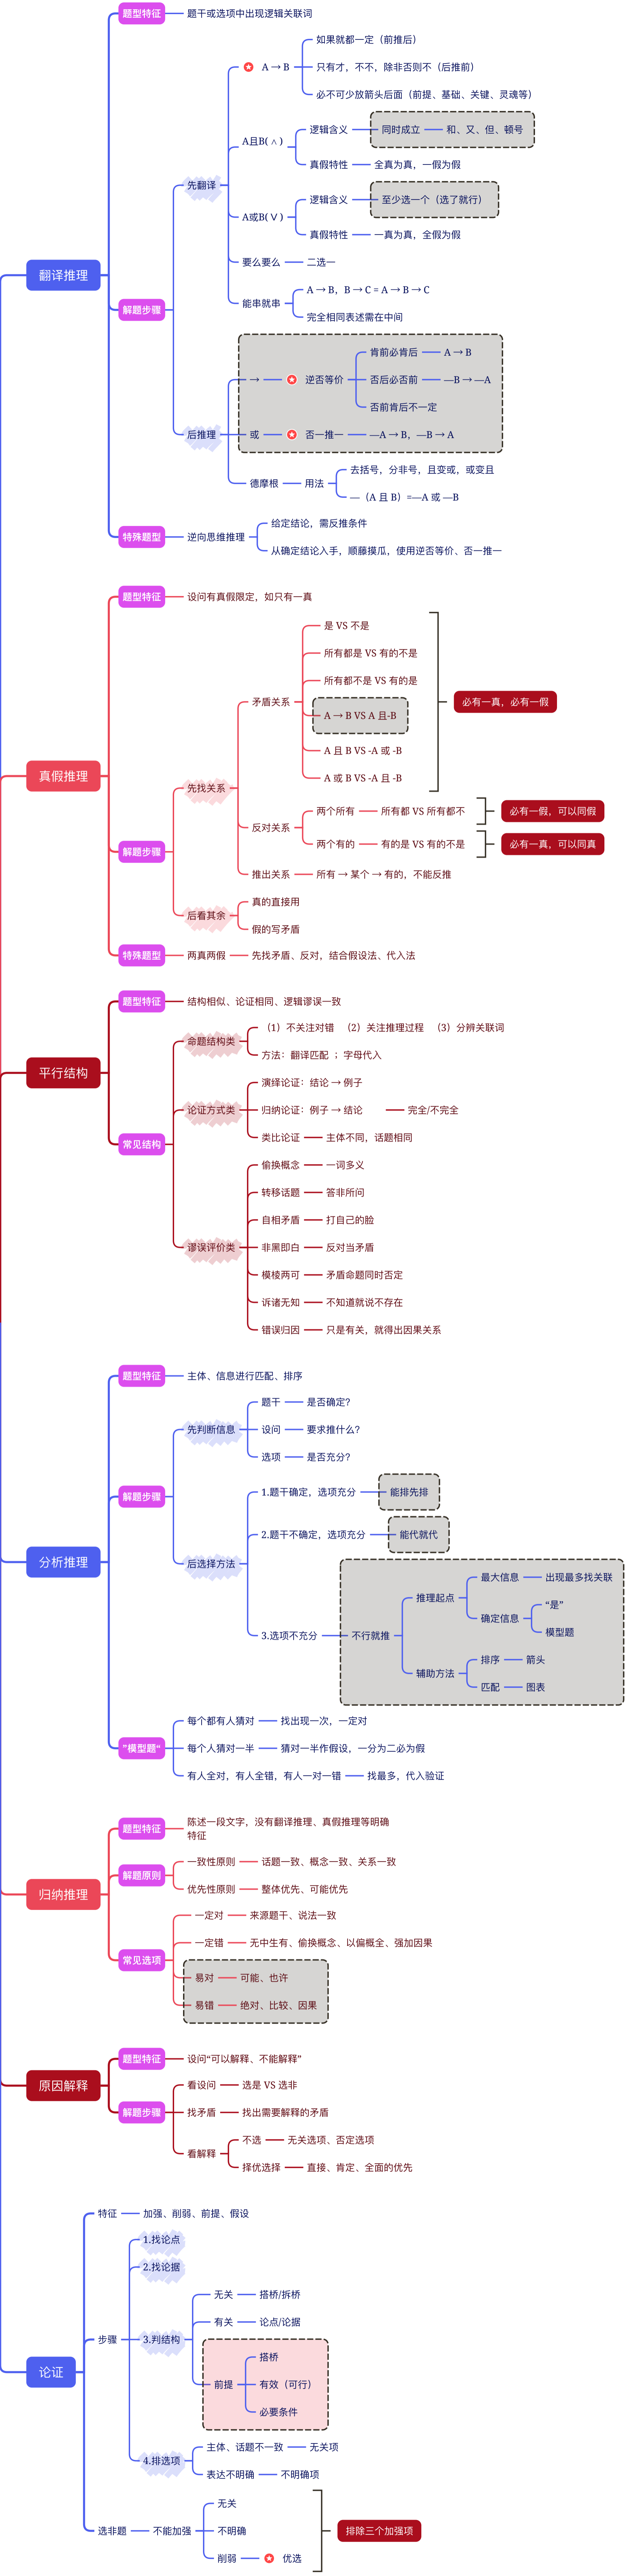 翻译推理
题型特征
题干或选项中出现逻辑关联词
解题步骤
先翻译
A → B
如果就都一定（前推后）
只有才，不不，除非否则不（后推前）
必不可少放箭头后面（前提、基础、关键、灵魂等）
A且B( ∧ )
逻辑含义
同时成立
和、又、但、顿号
真假特性
全真为真，一假为假
A或B( ∨ )
逻辑含义
至少选一个（选了就行）
真假特性
一真为真，全假为假
要么要么
二选一
能串就串
A → B，B → C = A → B → C
完全相同表述需在中间
后推理
→
逆否等价
肯前必肯后
A → B
否后必否前
—B → —A
否前肯后不一定
或
否一推一
—A → B，—B → A
德摩根
用法
去括号，分非号，且变或，或变且
—（A 且 B）=—A 或 —B
特殊题型
逆向思维推理
给定结论，需反推条件
从确定结论入手，顺藤摸瓜，使用逆否等价、否一推一
真假推理
题型特征
设问有真假限定，如只有一真
解题步骤
先找关系
矛盾关系
是 VS 不是
所有都是 VS 有的不是
所有都不是 VS 有的是
A → B VS A 且-B
A 且 B VS -A 或 -B
A 或 B VS -A 且 -B
必有一真，必有一假
反对关系
两个所有
所有都 VS 所有都不
必有一假，可以同假
两个有的
有的是 VS 有的不是
必有一真，可以同真
推出关系
所有 → 某个 → 有的，不能反推
后看其余
真的直接用
假的写矛盾
特殊题型
两真两假
先找矛盾、反对，结合假设法、代入法
平行结构
题型特征
结构相似、论证相同、逻辑谬误一致
常见结构
命题结构类
（1）不关注对错 （2）关注推理过程 （3）分辨关联词
方法：翻译匹配 ；字母代入
论证方式类
演绎论证：结论 → 例子
归纳论证：例子 → 结论
完全/不完全
类比论证
主体不同，话题相同
谬误评价类
偷换概念
一词多义
转移话题
答非所问
自相矛盾
打自己的脸
非黑即白
反对当矛盾
模棱两可
矛盾命题同时否定
诉诸无知
不知道就说不存在
错误归因
只是有关，就得出因果关系
分析推理
题型特征
主体、信息进行匹配、排序
解题步骤
先判断信息
题干
是否确定?
设问
要求推什么?
选项
是否充分?
后选择方法
1.题干确定，选项充分
能排先排
2.题干不确定，选项充分
能代就代
3.选项不充分
不行就推
推理起点
最大信息
出现最多找关联
确定信息
“是”
模型题
辅助方法
排序
箭头
匹配
图表
"模型题“
每个都有人猜对
找出现一次，一定对
每个人猜对一半
猜对一半作假设，一分为二必为假
有人全对，有人全错，有人一对一错
找最多，代入验证
归纳推理
题型特征
陈述一段文字，没有翻译推理、真假推理等明确
特征
解题原则
一致性原则
话题一致、概念一致、关系一致
优先性原则
整体优先、可能优先
常见选项
一定对
来源题干、说法一致
一定错
无中生有、偷换概念、以偏概全、强加因果
易对
可能、也许
易错
绝对、比较、因果
原因解释
题型特征
设问“可以解释、不能解释”
解题步骤
看设问
选是 VS 选非
找矛盾
找出需要解释的矛盾
看解释
不选
无关选项、否定选项
择优选择
直接、肯定、全面的优先
论证
特征
加强、削弱、前提、假设
步骤
1.找论点
2.找论据
3.判结构
无关
搭桥/拆桥
有关
论点/论据
前提
搭桥
有效（可行）
必要条件
4.排选项
主体、话题不一致
无关项
表达不明确
不明确项
选非题
不能加强
无关
不明确
削弱
优选
排除三个加强项